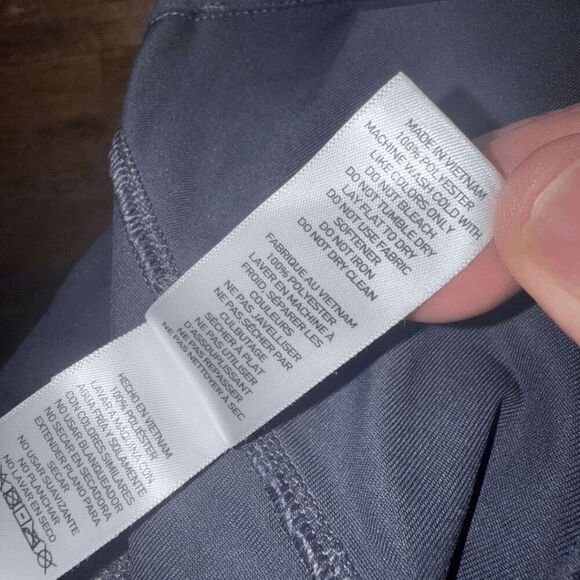 MADE IN VIETNAM
100% POLYESTER
MACHINE WASH COLD WITH
LIKE COLORS ONLY
DO NOT BLEACH
DO NOT TUMBLE DRY
LAY FLAT TO DRY
DO NOT USE FABRIC
SOFTENER
DO NOT IRON
DO NOT DRY CLEAN
FABRIQUE AU VIETNAM
100% POLYESTER
LAVER EN MACHINE À
FROID, SÉPARER LES
COULEURS
NE PAS JAVELLISER
NE PAS SÉCHER PAR
CULBUTAGE
SÉCHER À PLAT
NE PAS UTILISER
D'ASSOUPLISSANT
NE PAS REPASSER
NE PAS NETTOYER À SEC
HECHO EN VIETNAM
100% POLYESTER
LAVAR A MAQUINA CON
AGUA FRIA Y SOLAMENTE
CON COLORES SIMILARES
NO USAR BLANQUEADOR
NO SECAR EN SECADORA
EXTENDER PLANO PARA
SECAR
NO USAR SUAVIZANTE
NO PLANCHAR
NO LAVAR EN SECO